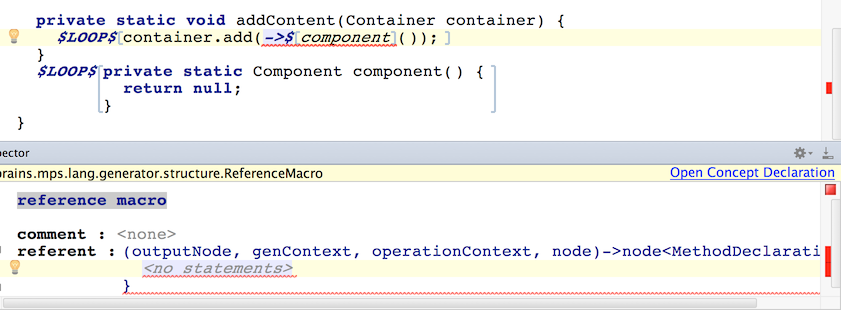 private static void addContent(Container container) {
$LOOP$[container.add(->$[component]()); ]
}
$LOOP$[private static Component component() {
return null;
}]
}
pector
brains.mps.lang.generator.structure.ReferenceMacro Open Concept Declaration
reference macro
comment : <none>
referent : (outputNode, genContext, operationContext, node)->node<MethodDeclarati
<no statements>
}